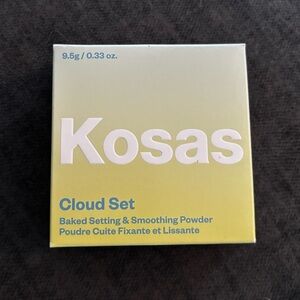 9.5g / 0.33 oz.
Kosas
Cloud Set
Baked Setting & Smoothing Powder
Poudre Cuite Fixante et Lissante